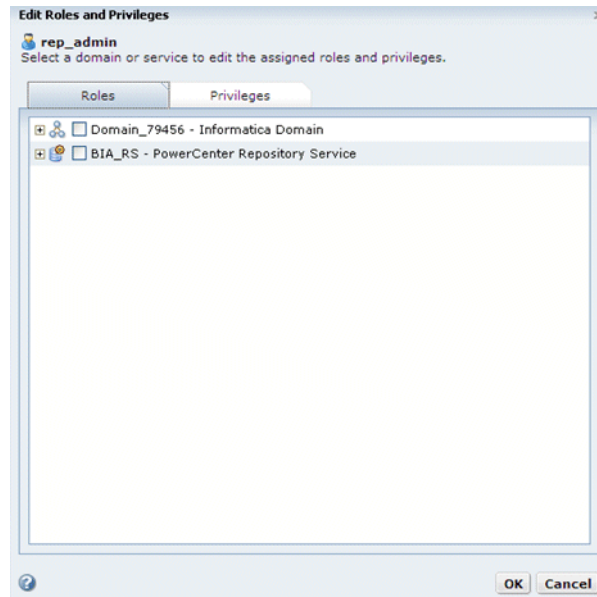 Edit Roles and Privileges
rep_admin
Select a domain or service to edit the assigned roles and privileges.
Roles Privileges
Domain_79456 - Informatica Domain
BIA_RS - PowerCenter Repository Service
OK Cancel